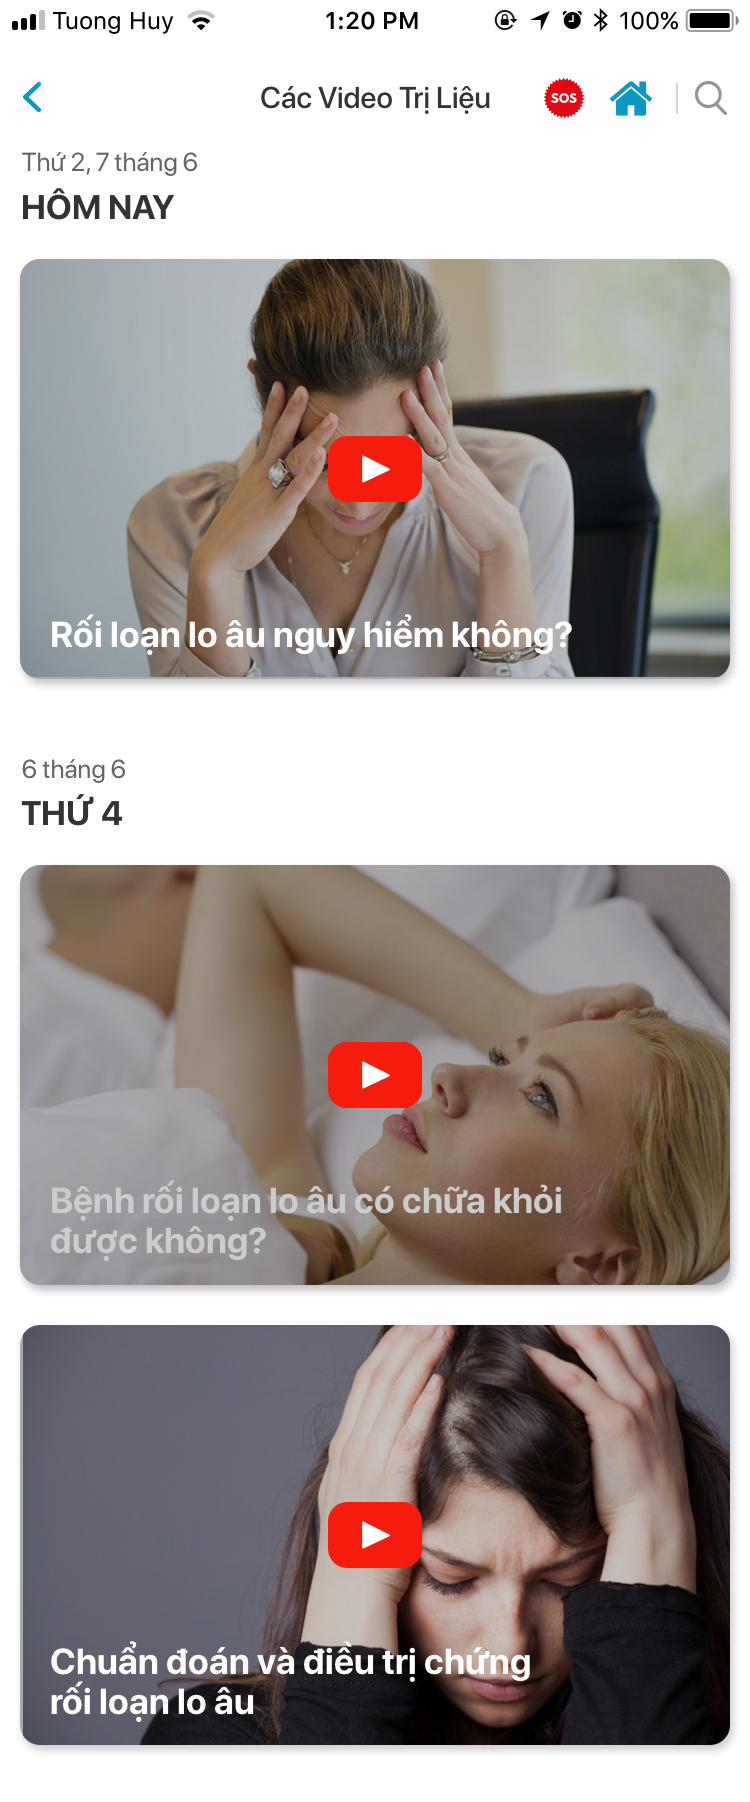 Tuong Huy
1:20 PM
100%
Các Video Trị Liệu
SOS
Thứ 2, 7 tháng 6
HÔM NAY
Rối loạn lo âu nguy hiểm không?
6 tháng 6
THỨ 4
Bệnh rối loạn lo âu có chữa khỏi
được không?
Chuẩn đoán và điều trị chứng
rối loạn lo âu